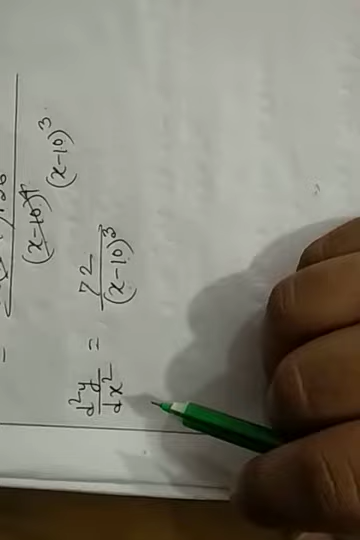 =
(x-10)^4 (x-10)^3
d²y/dx² = 72/(x-10)^3